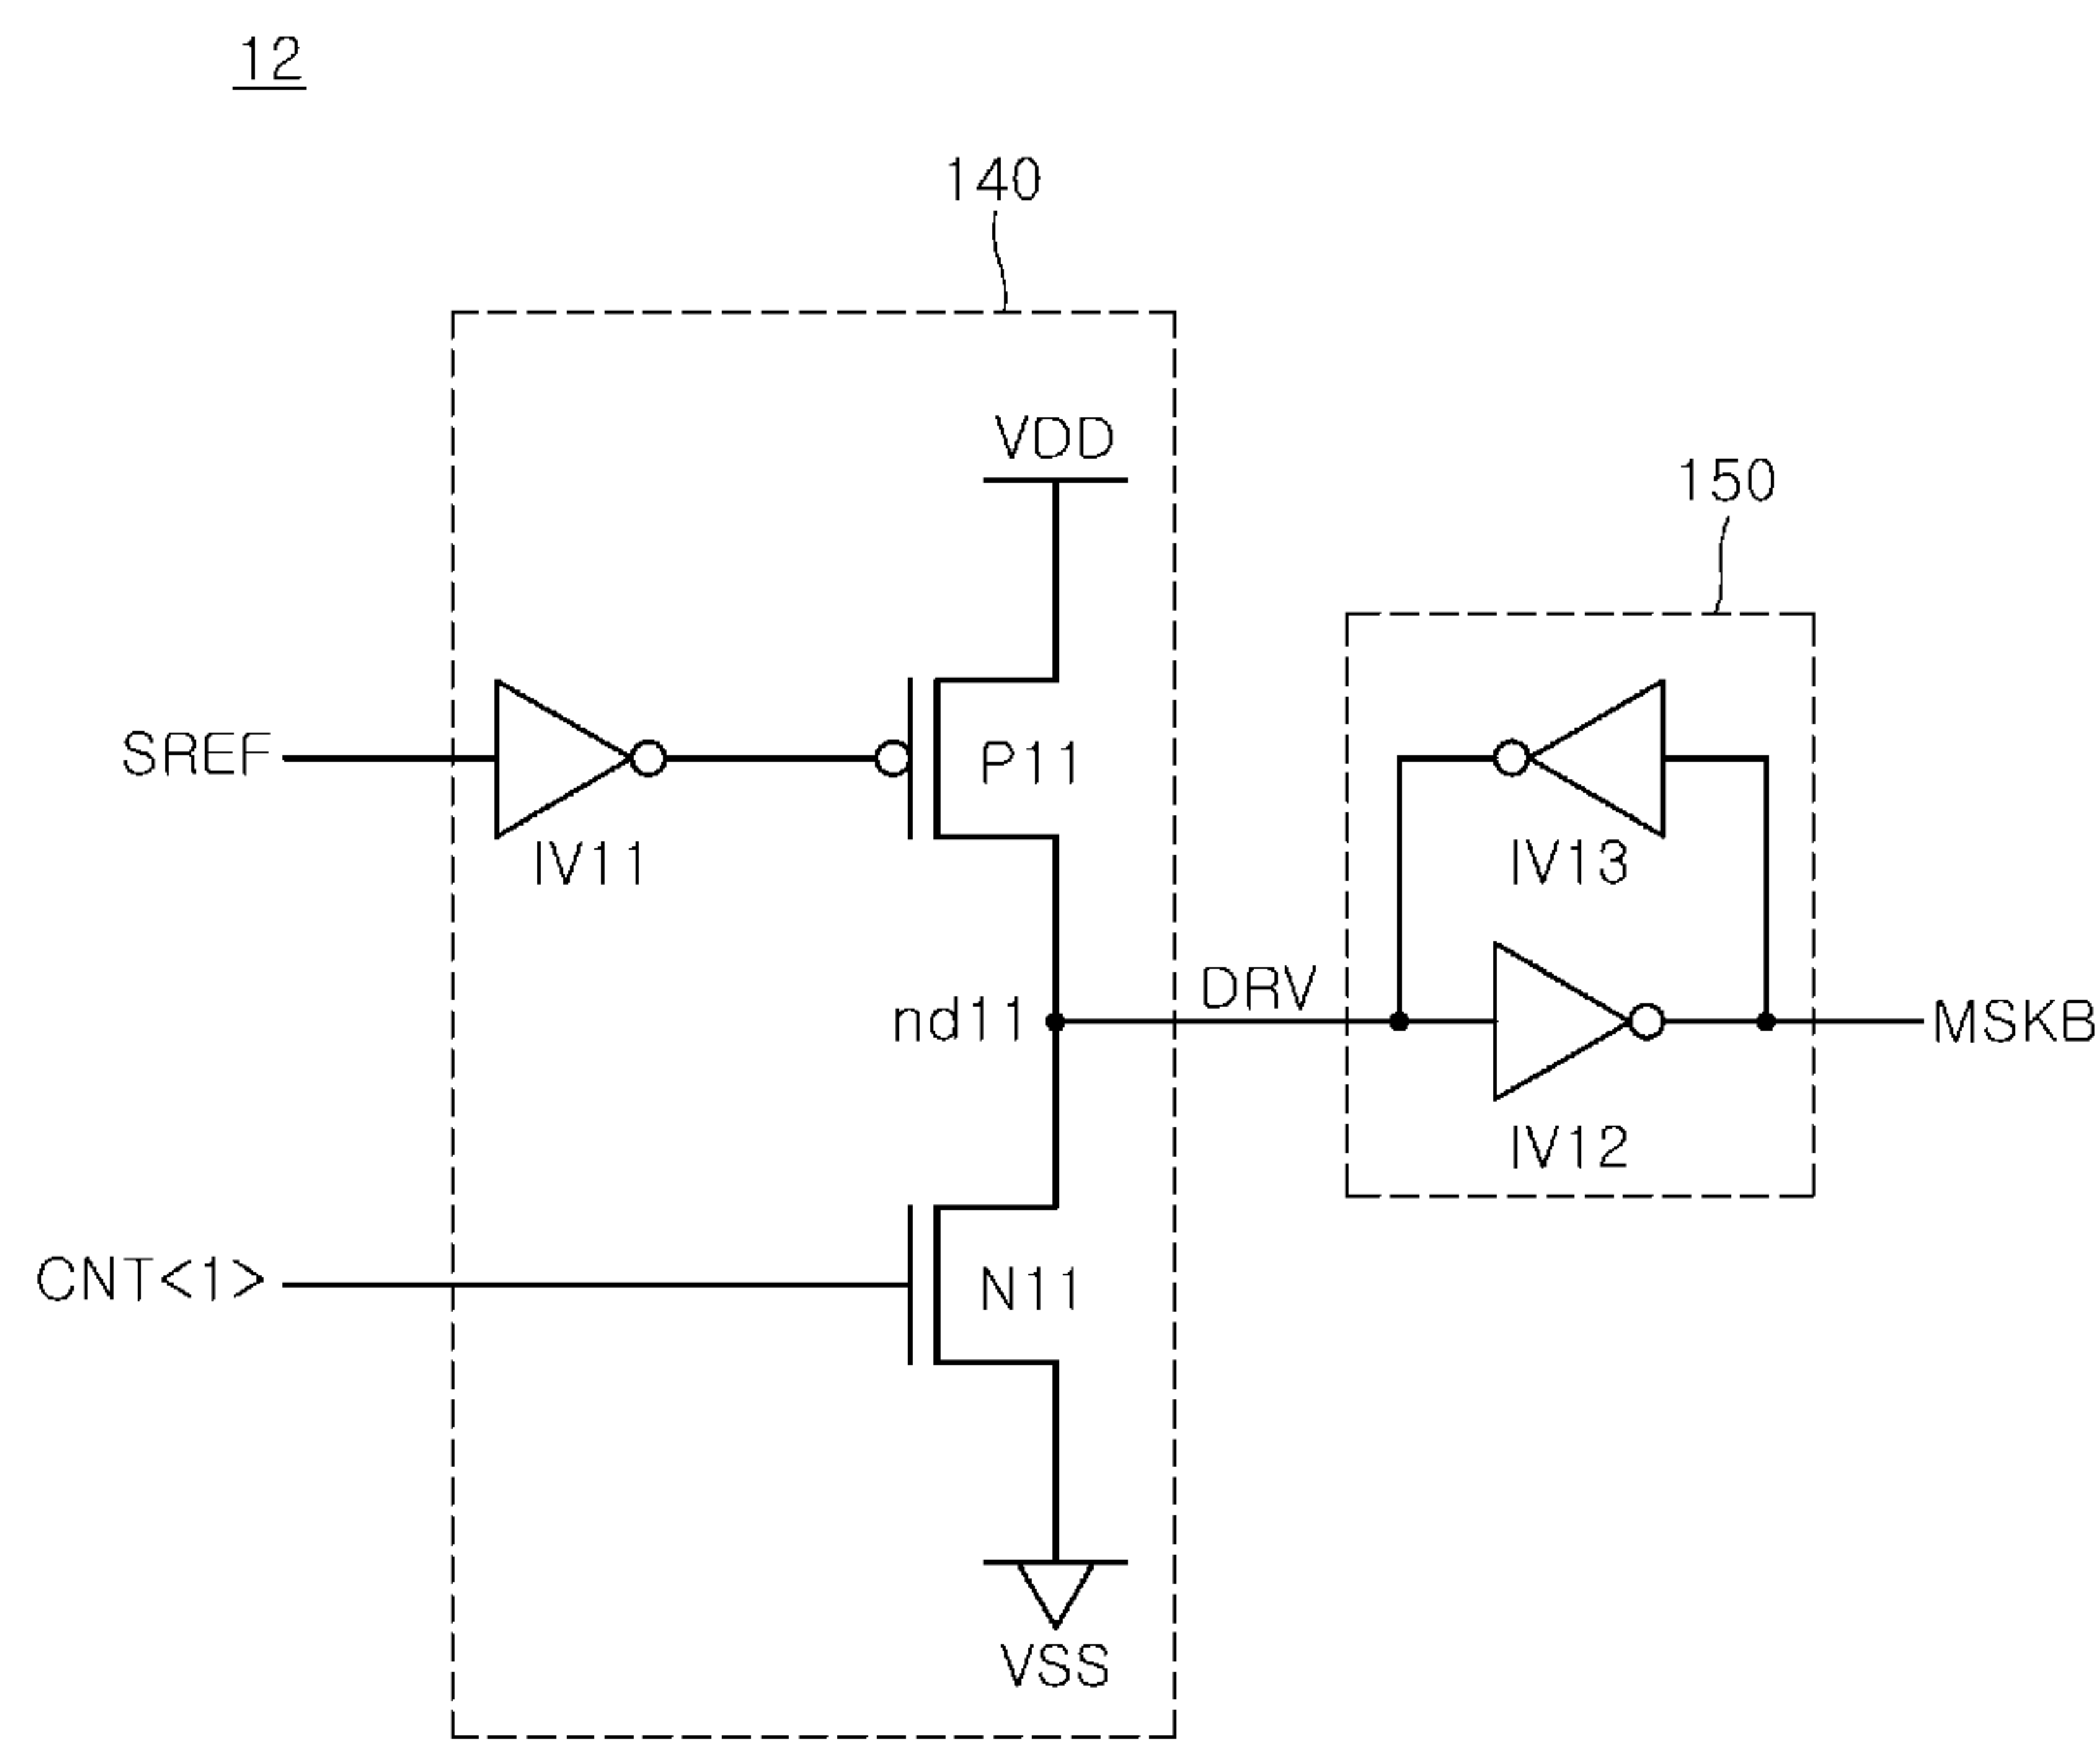 12
140
VDD
150
SREF
P11
IV11
IV13
DRV
nd11
MSKB
IV12
CNT<1>
N11
VSS